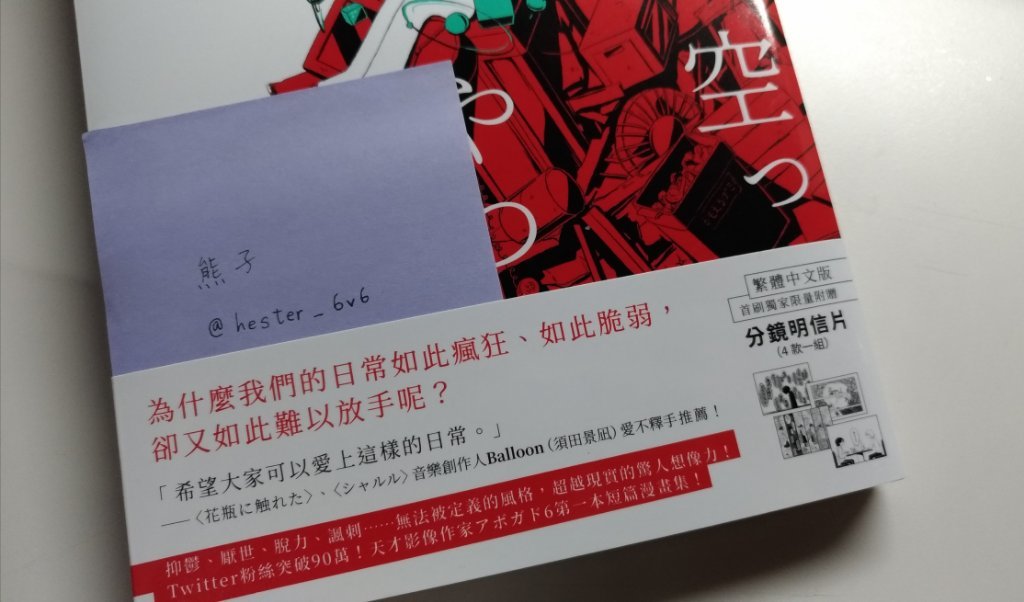 空っ
わつ
熊子
@hester_6v6
繁體中文版
首刷獨家限量附贈
分鏡明信片
(4款一組)
為什麼我們的日常如此瘋狂、如此脆弱，
卻又如此難以放手呢？
「希望大家可以愛上這樣的日常。」
——〈花瓶に触れた〉、〈シャルル〉音樂創作人Balloon（須田景凪）愛不釋手推薦！
抑鬱、厭世、脫力、諷刺……無法被定義的風格，超越現實的驚人想像力！
Twitter粉絲突破90萬！天才影像作家アボガド6第一本短篇漫畫集！